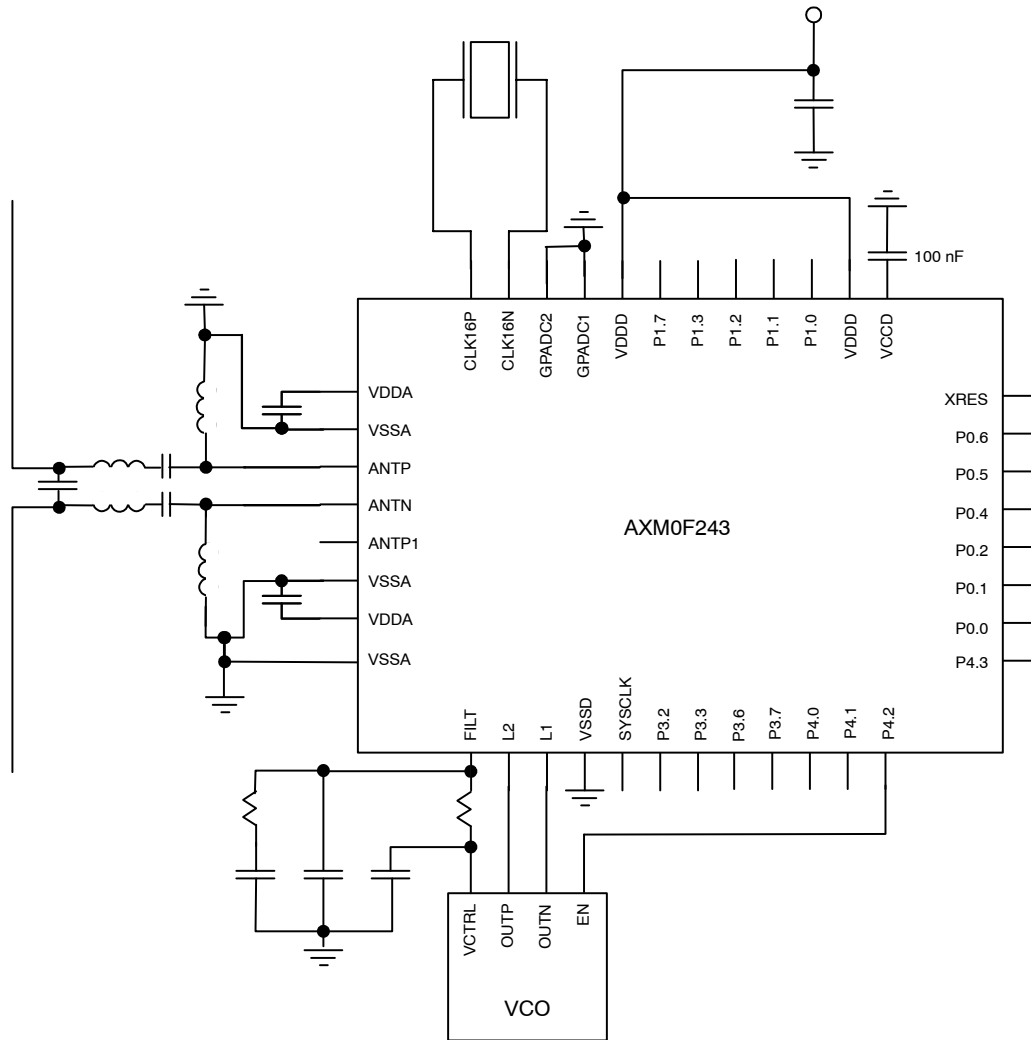 100 nF
CLK16P
CLK16N
GPADC2
GPADC1
VDDD
P1.7
P1.3
P1.2
P1.1
P1.0
VDDD
VCCD
VDDA
VSSA
ANTP
ANTN
ANTP1
VSSA
VDDA
VSSA
AXM0F243
XRES
P0.6
P0.5
P0.4
P0.2
P0.1
P0.0
P4.3
FILT
L2
L1
VSSD
SYSCLK
P3.2
P3.3
P3.6
P3.7
P4.0
P4.1
P4.2
VCTRL
OUTP
OUTN
EN
VCO